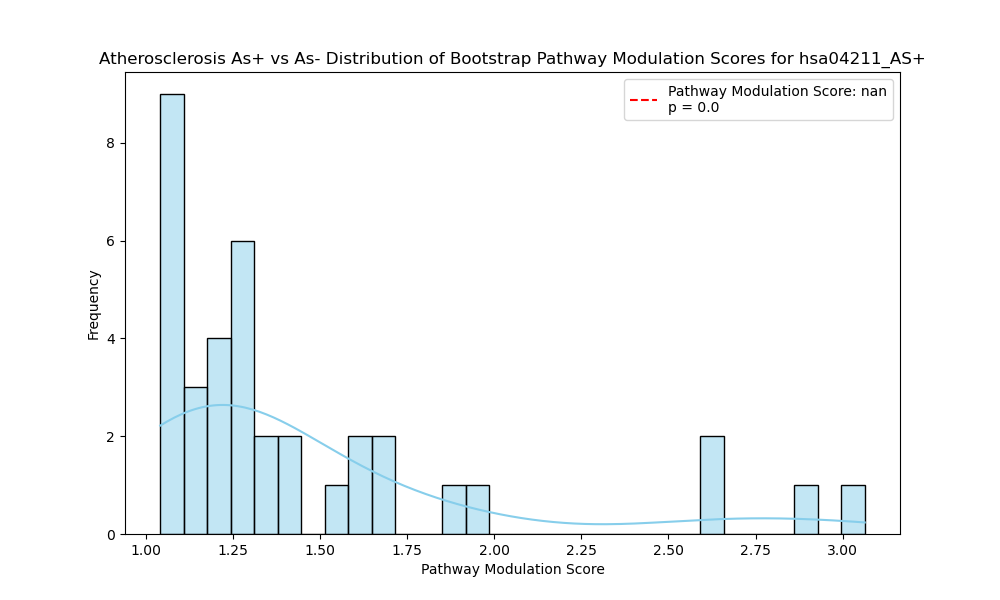 Atherosclerosis As+ vs As- Distribution of Bootstrap Pathway Modulation Scores for hsa04211_AS+
Pathway Modulation Score: nan
p = 0.0
Frequency
8
6
4
2
0
1.00 1.25 1.50 1.75 2.00 2.25 2.50 2.75 3.00
Pathway Modulation Score